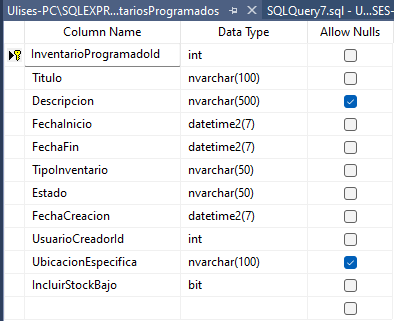 Ulises-PC\SQLEXPR...tariosProgramados SQLQuery7.sql - U...SES-
Column Name Data Type Allow Nulls
InventarioProgramadoId int
Titulo nvarchar(100)
Descripcion nvarchar(500)
FechaInicio datetime2(7)
FechaFin datetime2(7)
TipoInventario nvarchar(50)
Estado nvarchar(50)
FechaCreacion datetime2(7)
UsuarioCreadorId int
UbicacionEspecifica nvarchar(100)
IncluirStockBajo bit